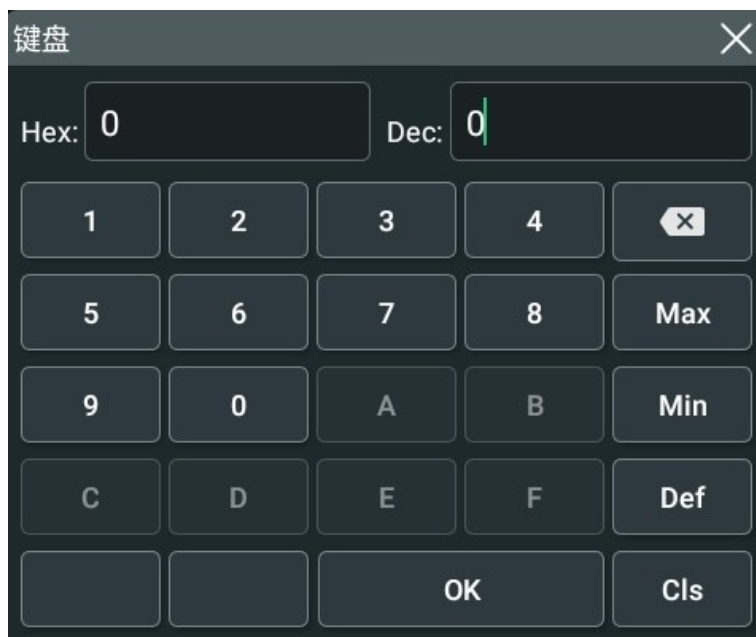 键盘
Hex: 0 Dec: 0
1 2 3 4
5 6 7 8 Max
9 0 A B Min
C D E F Def
OK Cls